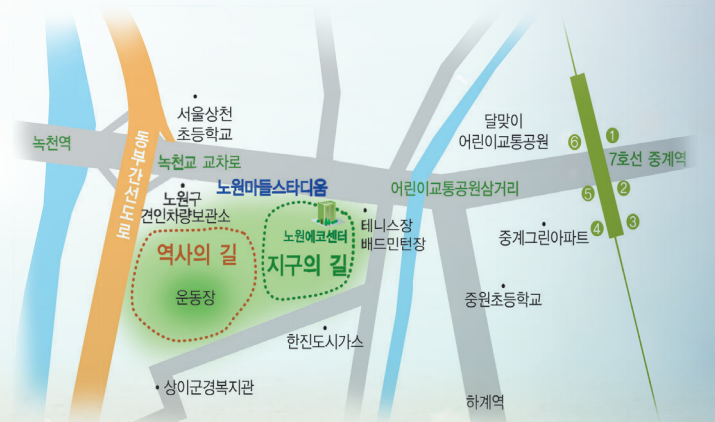 서울상천
초등학교
달맞이
어린이교통공원
녹천역
동부간선도로
녹천교 교차로
❻
❶
7호선 중계역
노원구
견인차량보관소
노원마들스타디움
어린이교통공원삼거리
❺
❷
테니스장
배드민턴장
❹
❸
중계그린아파트
노원에코센터
역사의 길
지구의 길
운동장
중원초등학교
한진도시가스
상이군경복지관
하계역